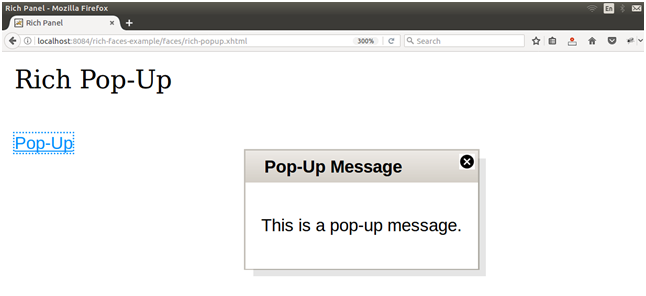 Rich Panel - Mozilla Firefox
En
Rich Panel
localhost:8084/rich-faces-example/faces/rich-popup.xhtml
300%
Search
Rich Pop-Up
Pop-Up
Pop-Up Message
This is a pop-up message.